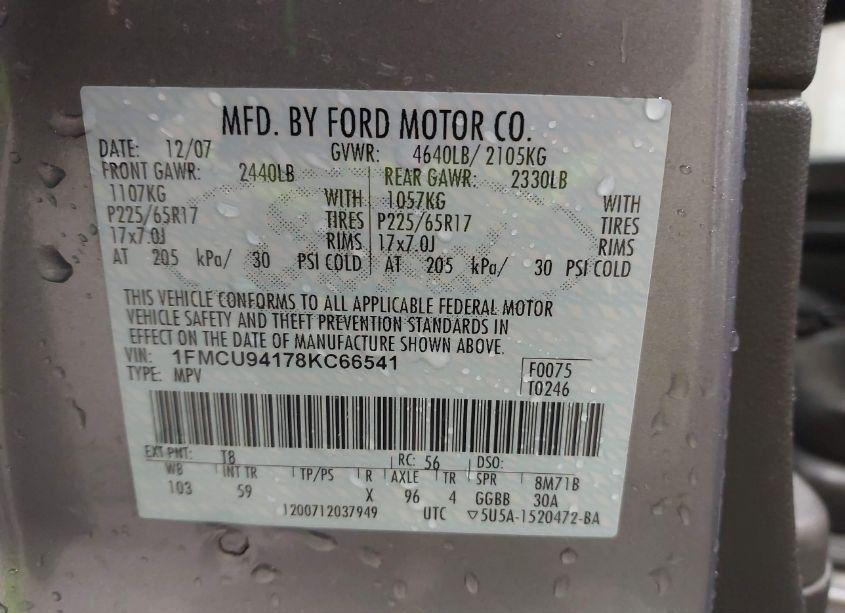 MFD. BY FORD MOTOR CO.
DATE: 12/07 GVWR: 4640LB/ 2105KG
FRONT GAWR: 2440LB REAR GAWR: 2330LB
1107KG WITH 1057KG WITH
P225/65R17 TIRES P225/65R17 TIRES
17x7.0J RIMS 17x7.0J RIMS
AT 205 kPa/ 30 PSI COLD AT 205 kPa/ 30 PSI COLD
THIS VEHICLE CONFORMS TO ALL APPLICABLE FEDERAL MOTOR
VEHICLE SAFETY AND THEFT PREVENTION STANDARDS IN
EFFECT ON THE DATE OF MANUFACTURE SHOWN ABOVE.
VIN: 1FMCU94178KC66541
TYPE: MPV
F0075
T0246
EXT PNT: T8 RC: 56 DSO:
WB INT TR TP/PS R AXLE TR SPR 8M71B
103 59 X 96 4 GGBB 30A
1200712037949 UTC ▽5U5A-1520472-BA